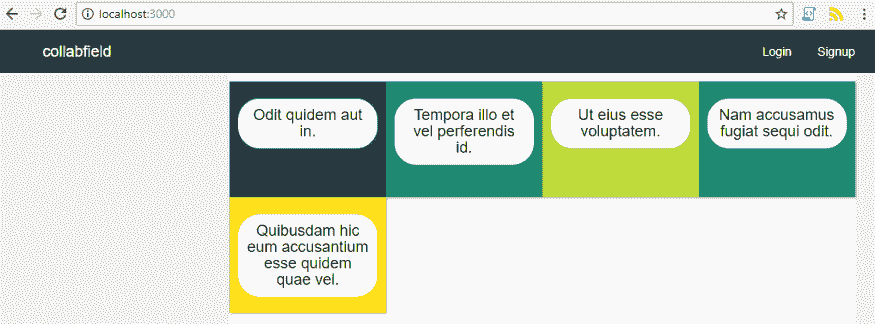 localhost:3000
collabfield
Login
Signup
Odit quidem aut
in.
Tempora illo et
vel perferendis
id.
Ut eius esse
voluptatem.
Nam accusamus
fugiat sequi odit.
Quibusdam hic
eum accusantium
esse quidem
quae vel.